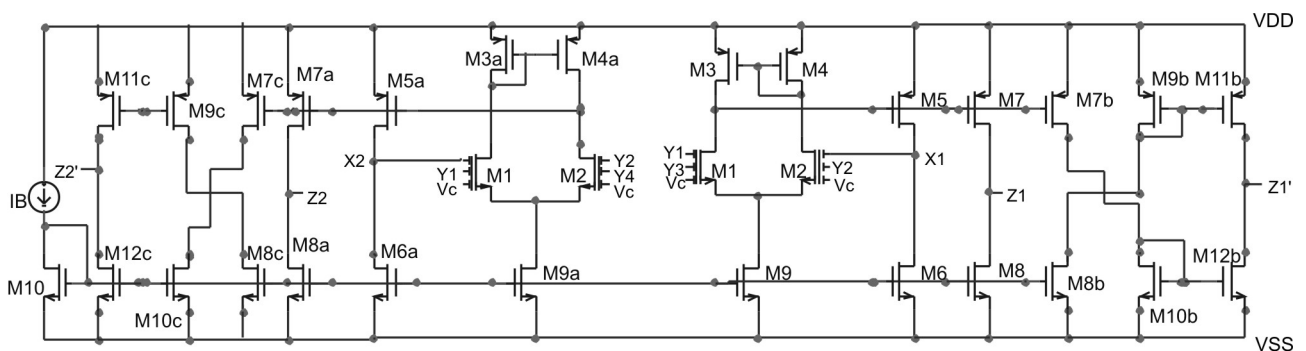 VDD
M11c
M9c
M7c
M7a
M5a
M3a
M4a
M3
M4
M5
M7
M7b
M9b
M11b
Z2'
Z2
X2
Y1
Vc
M1
M2
Y2
Y4
Vc
Y1
Y3
Vc
M1
M2
Y2
Vc
X1
Z1
Z1'
IB
M10
M12c
M10c
M8c
M8a
M6a
M9a
M9
M6
M8
M8b
M10b
M12b
VSS